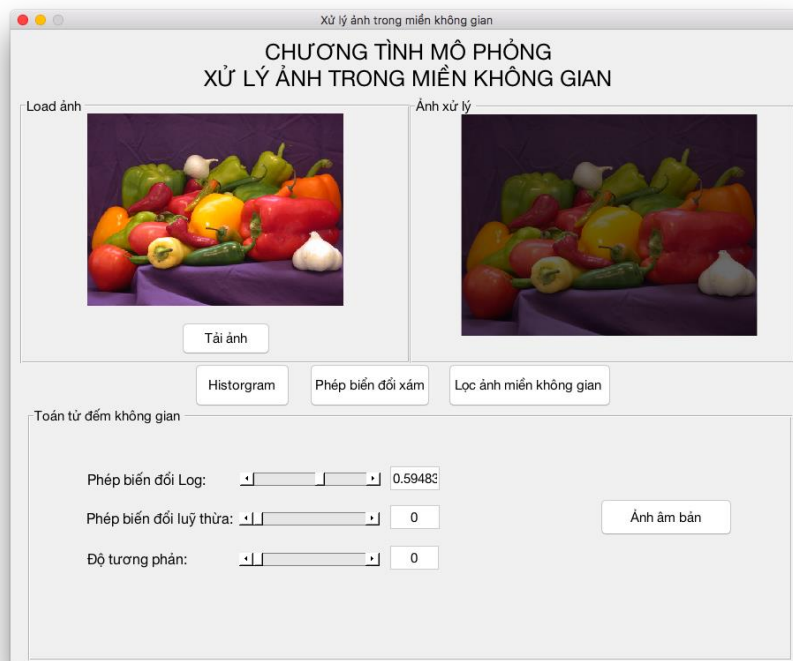 Xử lý ảnh trong miền không gian
CHƯƠNG TÌNH MÔ PHỎNG
XỬ LÝ ẢNH TRONG MIỀN KHÔNG GIAN
Load ảnh
Ảnh xử lý
Tải ảnh
Historgram
Phép biển đổi xám
Lọc ảnh miền không gian
Toán tử đếm không gian
Phép biến đổi Log:
0.59483
Phép biến đổi luỹ thừa:
0
Ảnh âm bản
Độ tương phản:
0